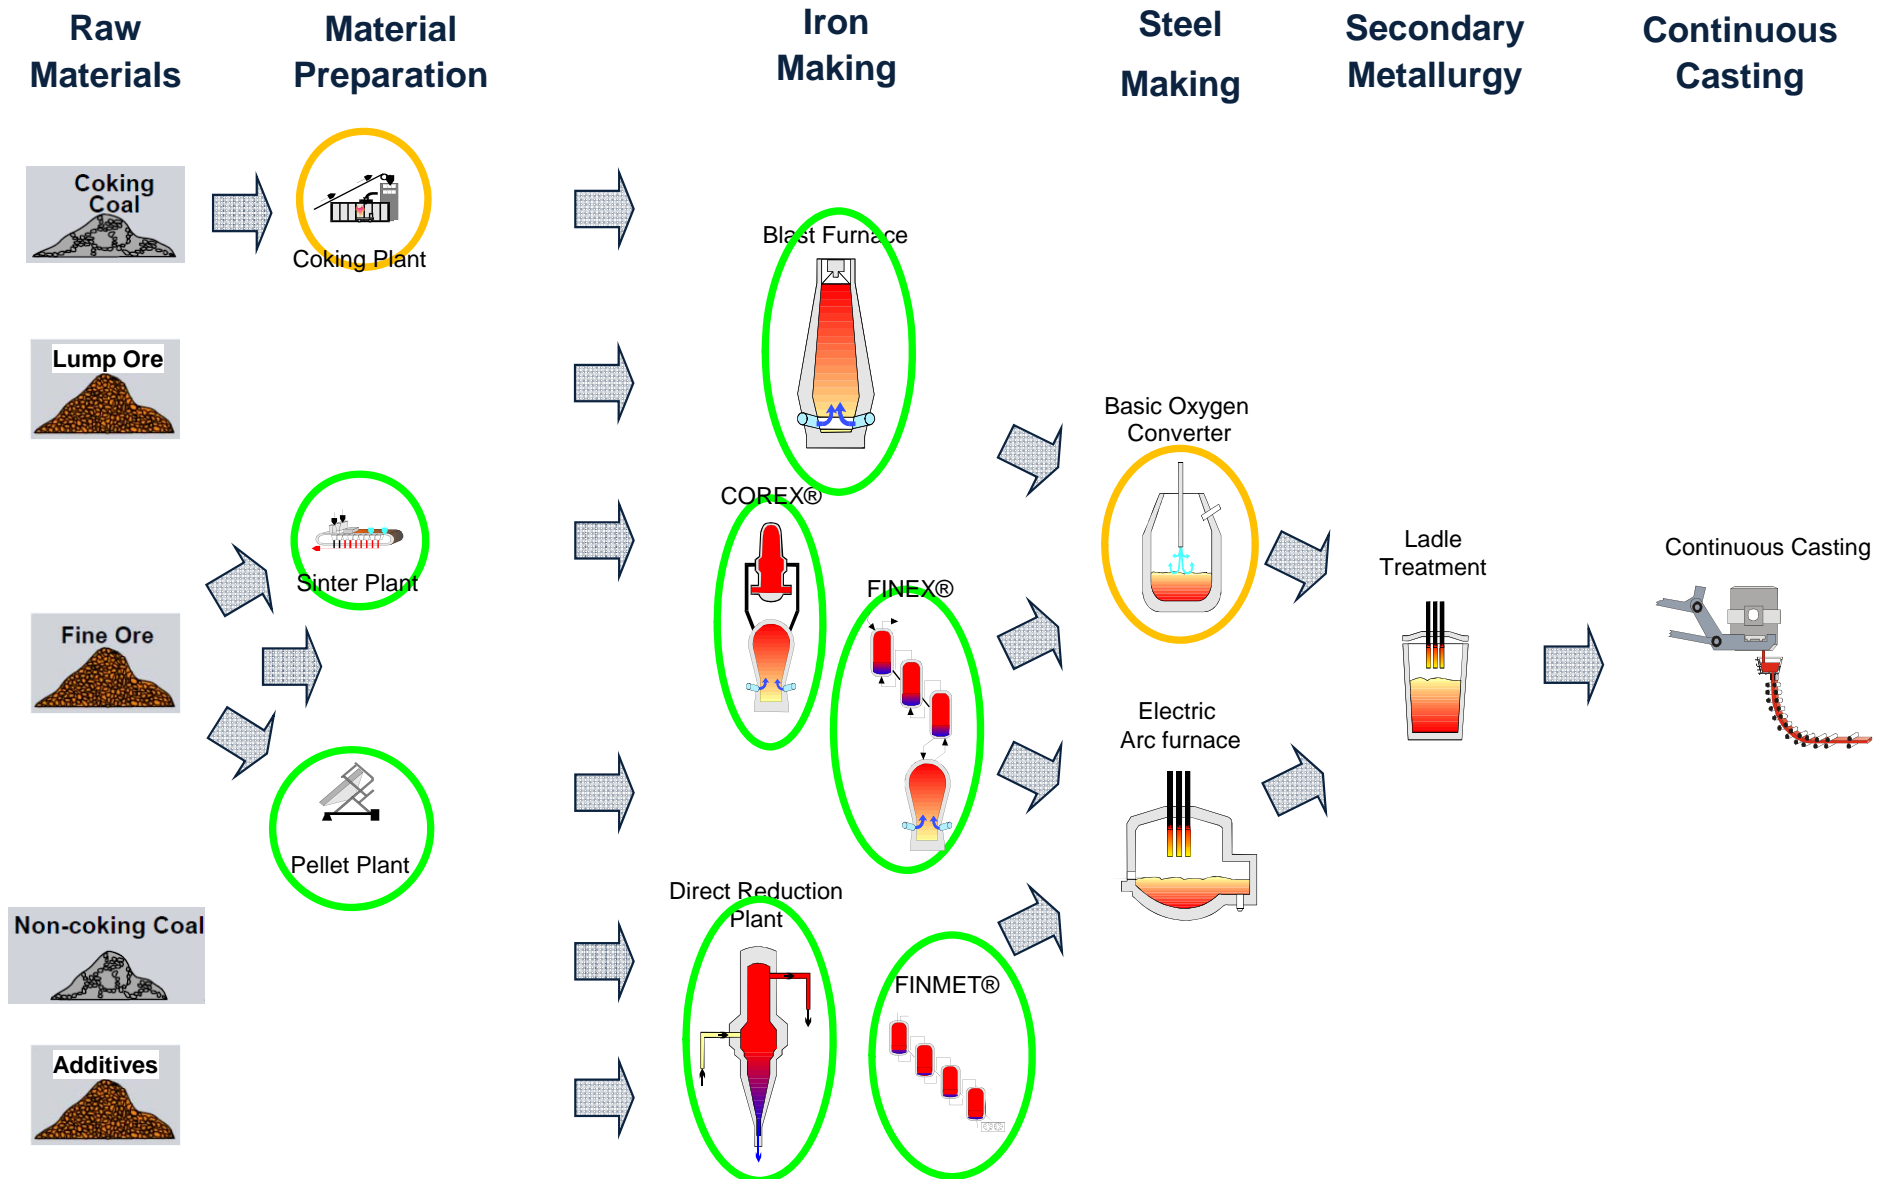 Raw
Materials
Material
Preparation
Iron
Making
Steel
Making
Secondary
Metallurgy
Continuous
Casting
Coking
Coal
Coking Plant
Blast Furnace
Lump Ore
Basic Oxygen
Converter
COREX®
Sinter Plant
FINEX®
Ladle
Treatment
Continuous Casting
Fine Ore
Electric
Arc furnace
Pellet Plant
Direct Reduction
Plant
Non-coking Coal
FINMET®
Additives